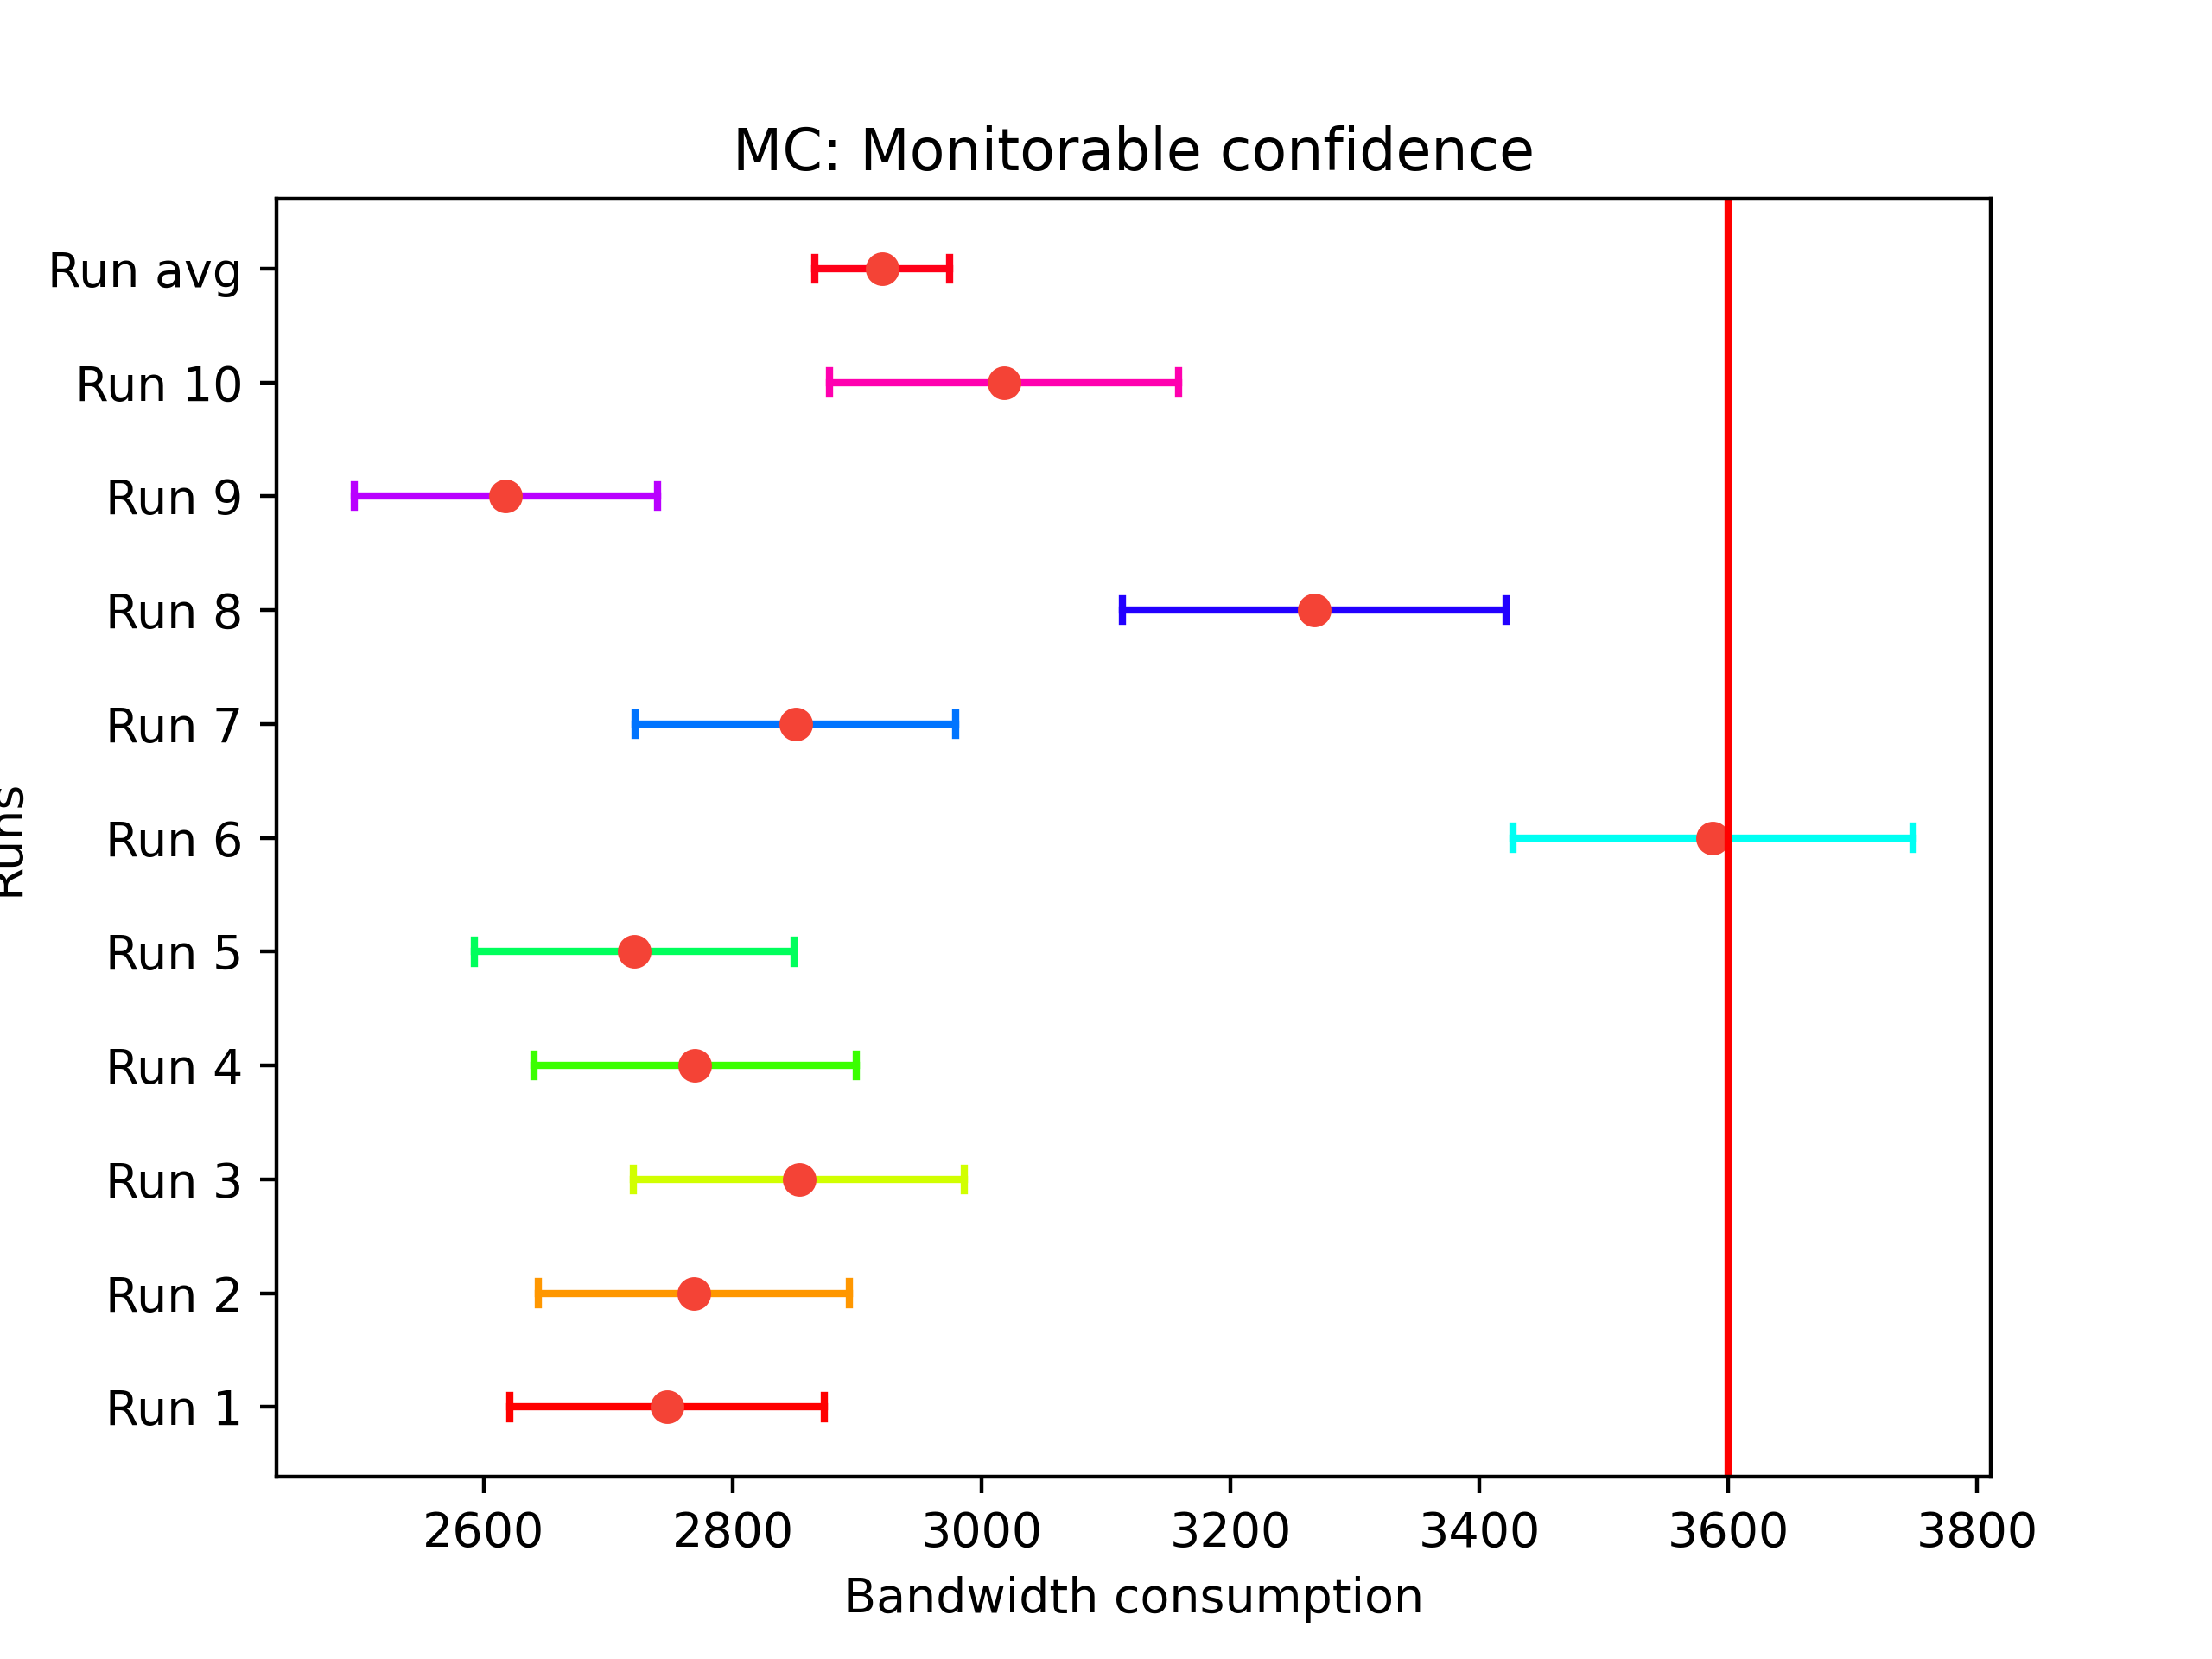 MC: Monitorable confidence
Run avg
Run 10
Run 9
Run 8
Run 7
Run 6
Run 5
Run 4
Run 3
Run 2
Run 1
Runs
2600 2800 3000 3200 3400 3600 3800
Bandwidth consumption